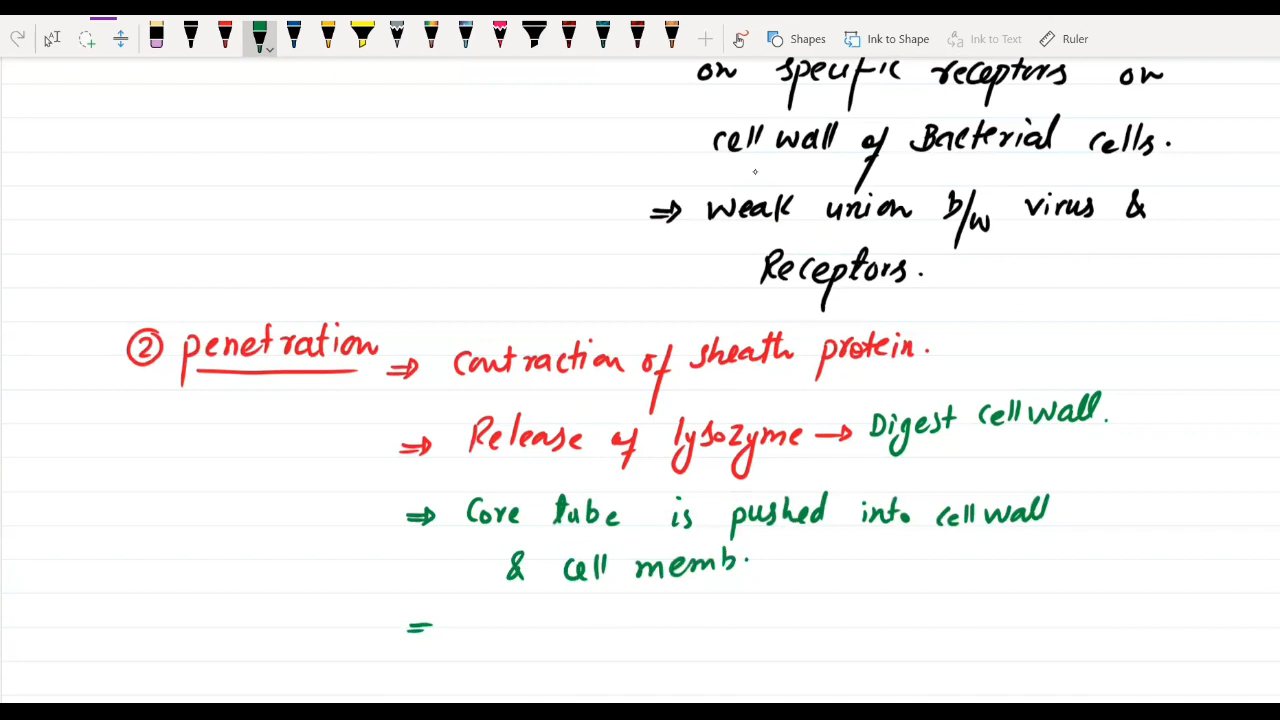 Shapes Ink to Shape Ink to Text Ruler
on specific receptors on
cell wall of Bacterial cells.
⇒ weak union b/w virus &
Receptors.
② penetration ⇒ contraction of sheath protein.
⇒ Release of lysozyme → Digest cell wall.
⇒ Core tube is pushed into cell wall
& cell memb.
=